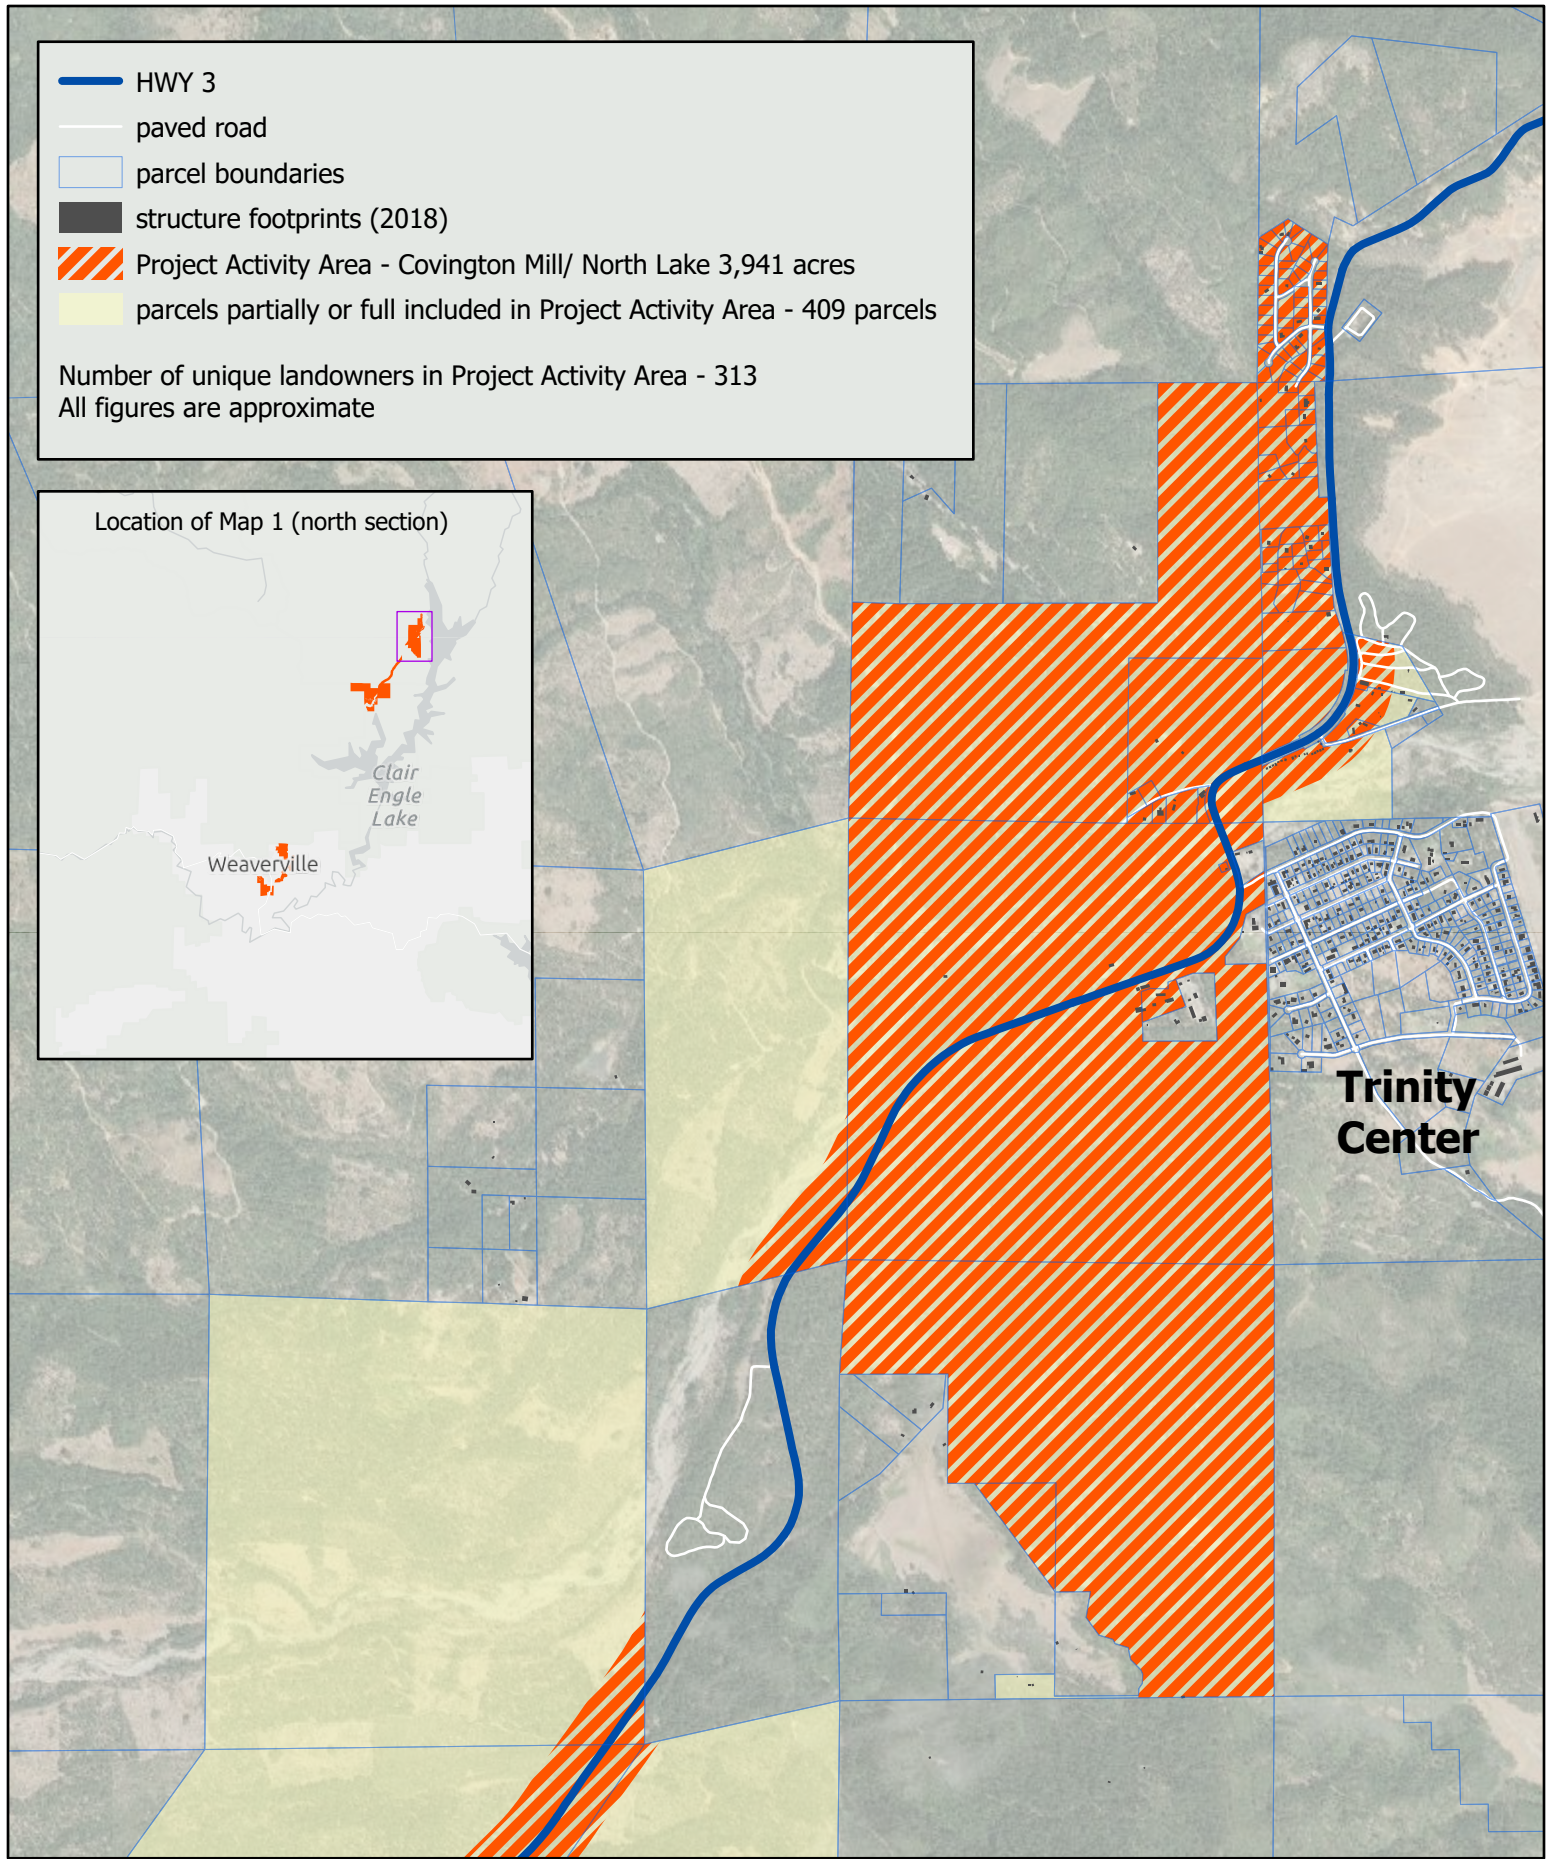 HWY 3
paved road
parcel boundaries
structure footprints (2018)
Project Activity Area - Covington Mill/ North Lake 3,941 acres
parcels partially or full included in Project Activity Area - 409 parcels
Number of unique landowners in Project Activity Area - 313
All figures are approximate
Location of Map 1 (north section)
Clair
Engle
Lake
Weaverville
Trinity
Center